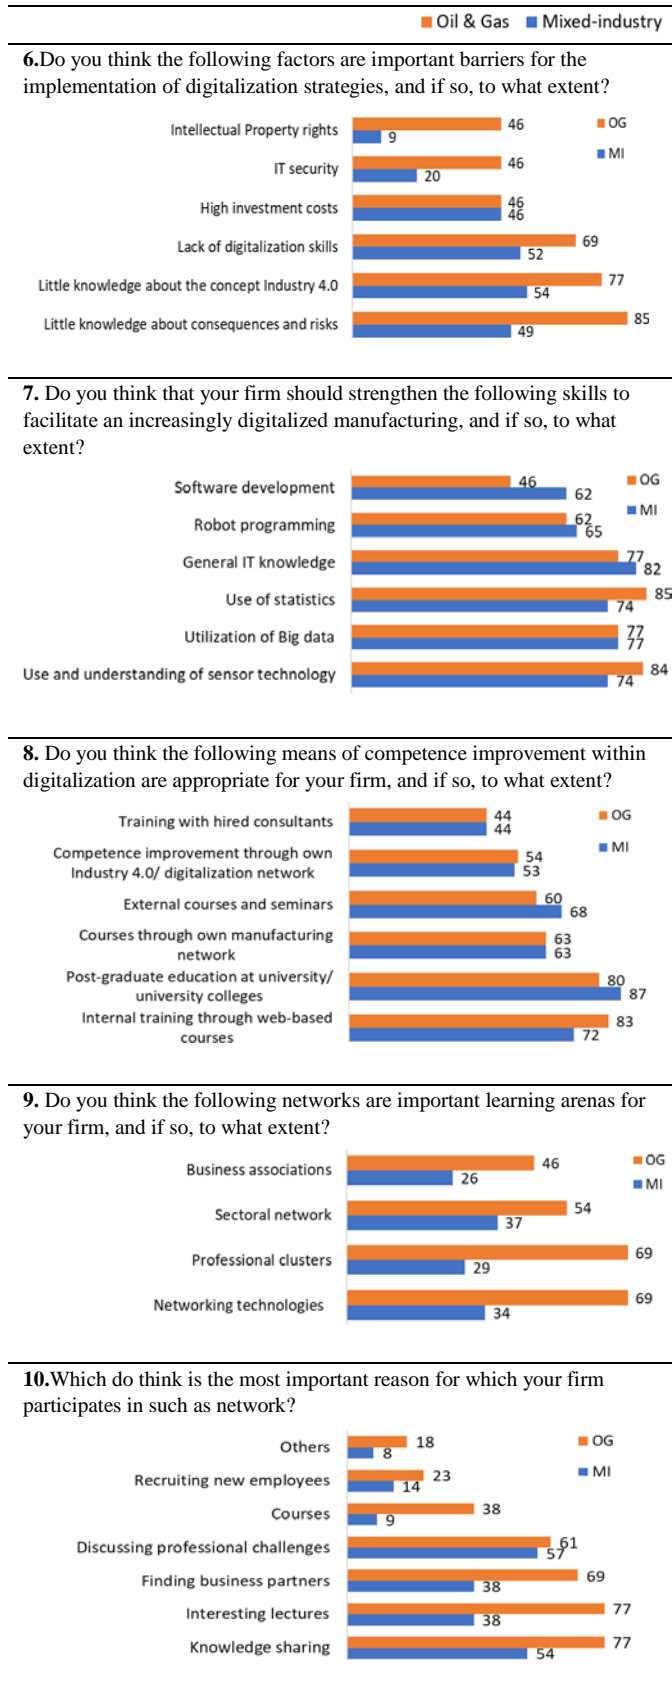 Oil & Gas Mixed-industry
6.Do you think the following factors are important barriers for the
implementation of digitalization strategies, and if so, to what extent?
Intellectual Property rights 46 OG
9
MI
IT security 46
20
High investment costs 46
46
Lack of digitalization skills 69
52
Little knowledge about the concept Industry 4.0 77
54
Little knowledge about consequences and risks 85
49
7. Do you think that your firm should strengthen the following skills to
facilitate an increasingly digitalized manufacturing, and if so, to what
extent?
Software development 46 OG
62
MI
Robot programming 62
65
General IT knowledge 77
82
Use of statistics 85
74
Utilization of Big data 77
77
Use and understanding of sensor technology 84
74
8. Do you think the following means of competence improvement within
digitalization are appropriate for your firm, and if so, to what extent?
Training with hired consultants 44 OG
44
MI
Competence improvement through own 54
Industry 4.0/ digitalization network 53
External courses and seminars 60
68
Courses through own manufacturing 63
network 63
Post-graduate education at university/ 80
university colleges 87
Internal training through web-based 83
courses 72
9. Do you think the following networks are important learning arenas for
your firm, and if so, to what extent?
Business associations 46 OG
26 MI
Sectoral network 54
37
Professional clusters 69
29
Networking technologies 69
34
10.Which do think is the most important reason for which your firm
participates in such as network?
Others 18 OG
8
Recruiting new employees 23 MI
14
Courses 38
9
Discussing professional challenges 61
57
Finding business partners 69
38
Interesting lectures 77
38
Knowledge sharing 77
54